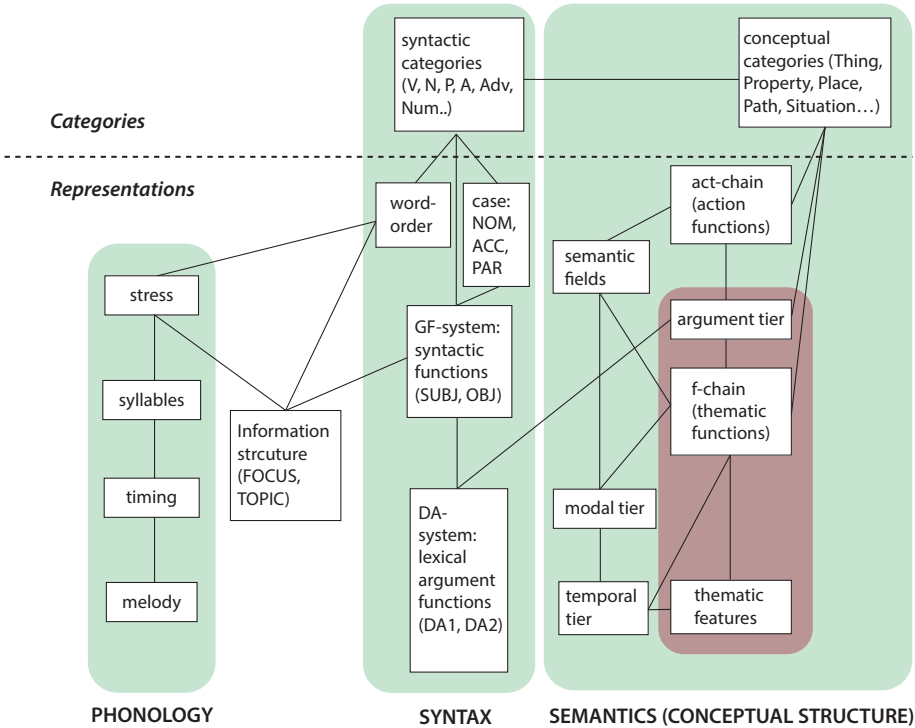 syntactic
categories
(V, N, P, A, Adv,
Num..)
conceptual
categories (Thing,
Property, Place,
Path, Situation…)
Categories
Representations
word-
order
case:
NOM,
ACC,
PAR
act-chain
(action
functions)
semantic
fields
stress
argument tier
GF-system:
syntactic
functions
(SUBJ, OBJ)
f-chain
(thematic
functions)
syllables
Information
strcuture
(FOCUS,
TOPIC)
timing
DA-
system:
lexical
argument
functions
(DA1, DA2)
modal tier
melody
temporal
tier
thematic
features
PHONOLOGY
SYNTAX
SEMANTICS (CONCEPTUAL STRUCTURE)